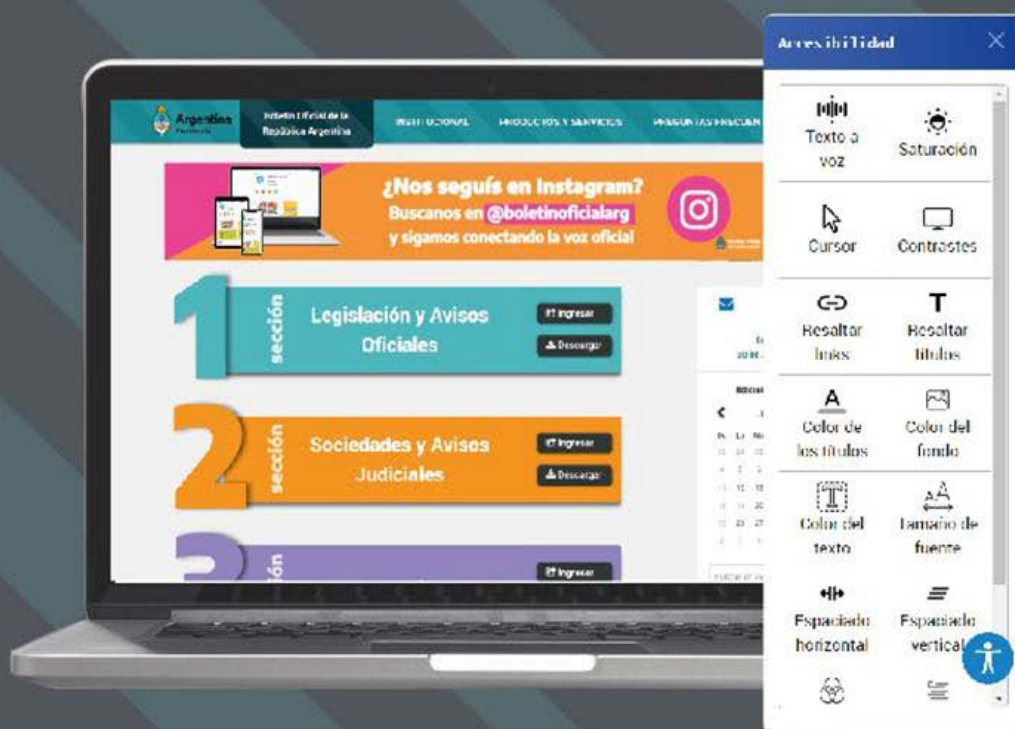 Argentina
Boletín Oficial de la
República Argentina
INSTITUCIONAL
PRODUCTOS Y SERVICIOS
PREGUNTAS FRECUEN
¿Nos seguís en Instagram?
Buscanos en @boletinoficialarg
y sigamos conectando la voz oficial
1
sección
Legislación y Avisos
Oficiales
Ingresar
Descargar
2
sección
Sociedades y Avisos
Judiciales
Ingresar
Descargar
3
Ingresar
Accesibilidad
Texto a
voz
Saturación
Cursor
Contrastes
Resaltar
links
Resaltar
títulos
Color de
los títulos
Color del
fondo
Color del
texto
Tamaño de
fuente
Espaciado
horizontal
Espaciado
vertical